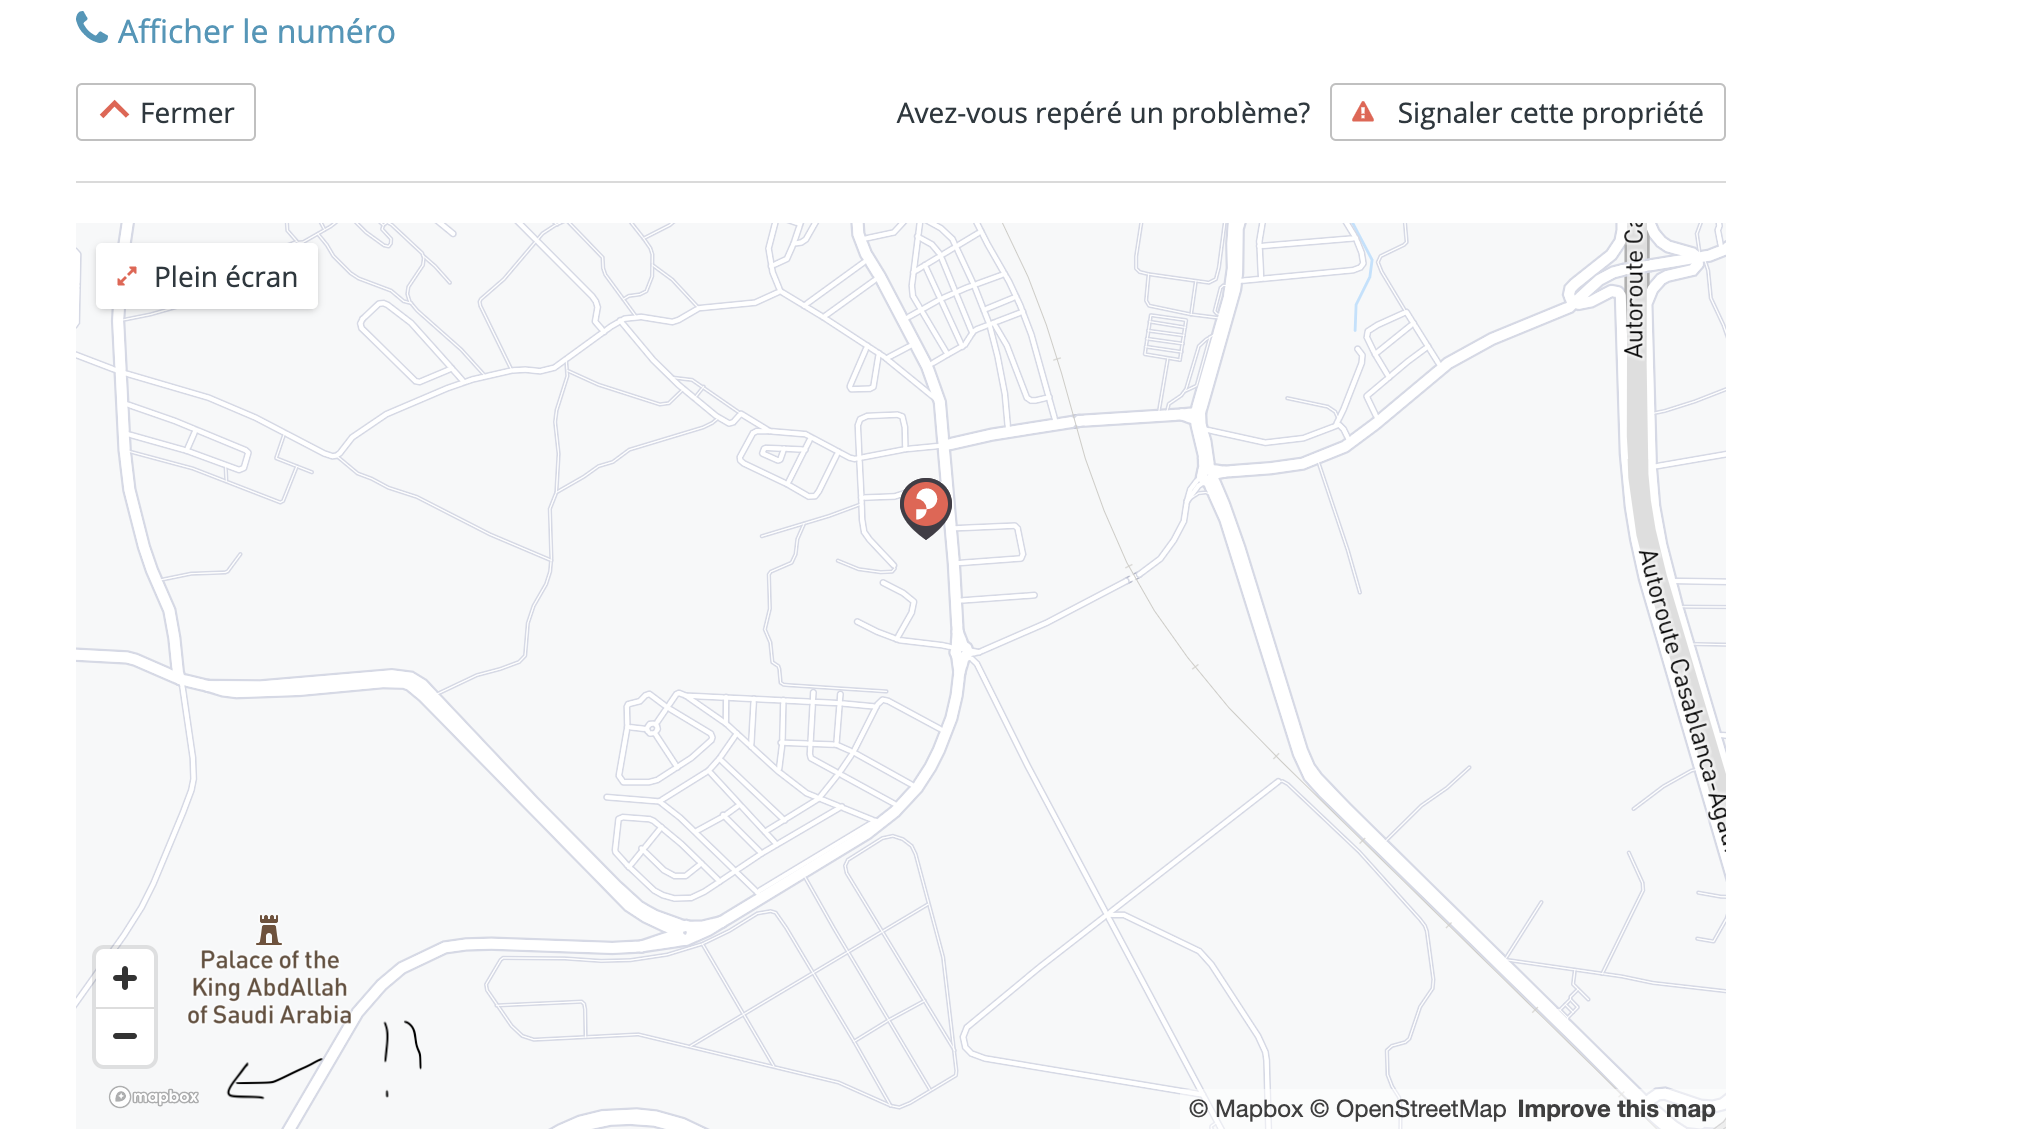 Afficher le numéro
Fermer
Avez-vous repéré un problème?
Signaler cette propriété
Plein écran
Autoroute Ca
Autoroute Casablanca-Aga
Palace of the
King AbdAllah
of Saudi Arabia
+
−
mapbox
© Mapbox © OpenStreetMap Improve this map